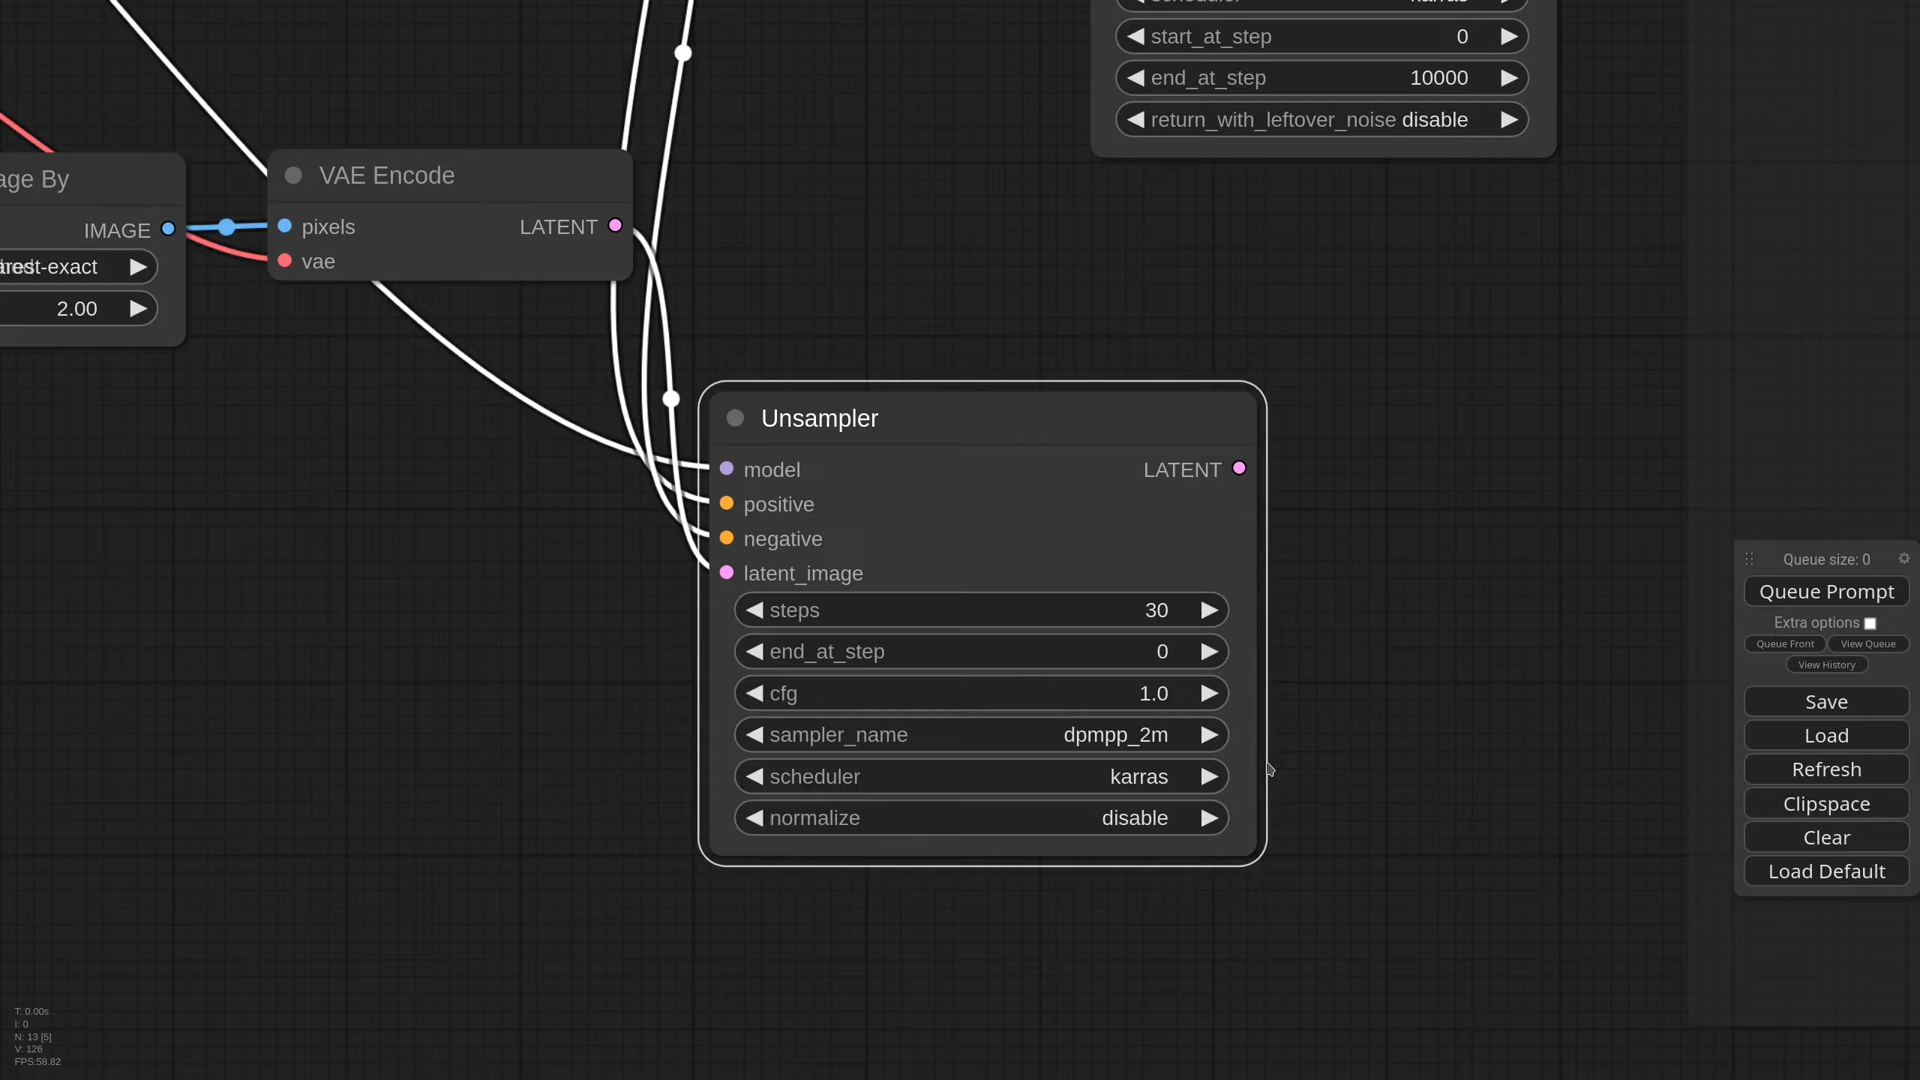 start_at_step 0
end_at_step 10000
return_with_leftover_noise disable
age By
IMAGE
st-exact
2.00
VAE Encode
pixels LATENT
vae
Unsampler
model LATENT
positive
negative
latent_image
steps 30
end_at_step 0
cfg 1.0
sampler_name dpmpp_2m
scheduler karras
normalize disable
Queue size: 0
Queue Prompt
Extra options
Queue Front View Queue
View History
Save
Load
Refresh
Clipspace
Clear
Load Default
T: 0.00s
I: 0
N: 13 [5]
V: 126
FPS:58.82